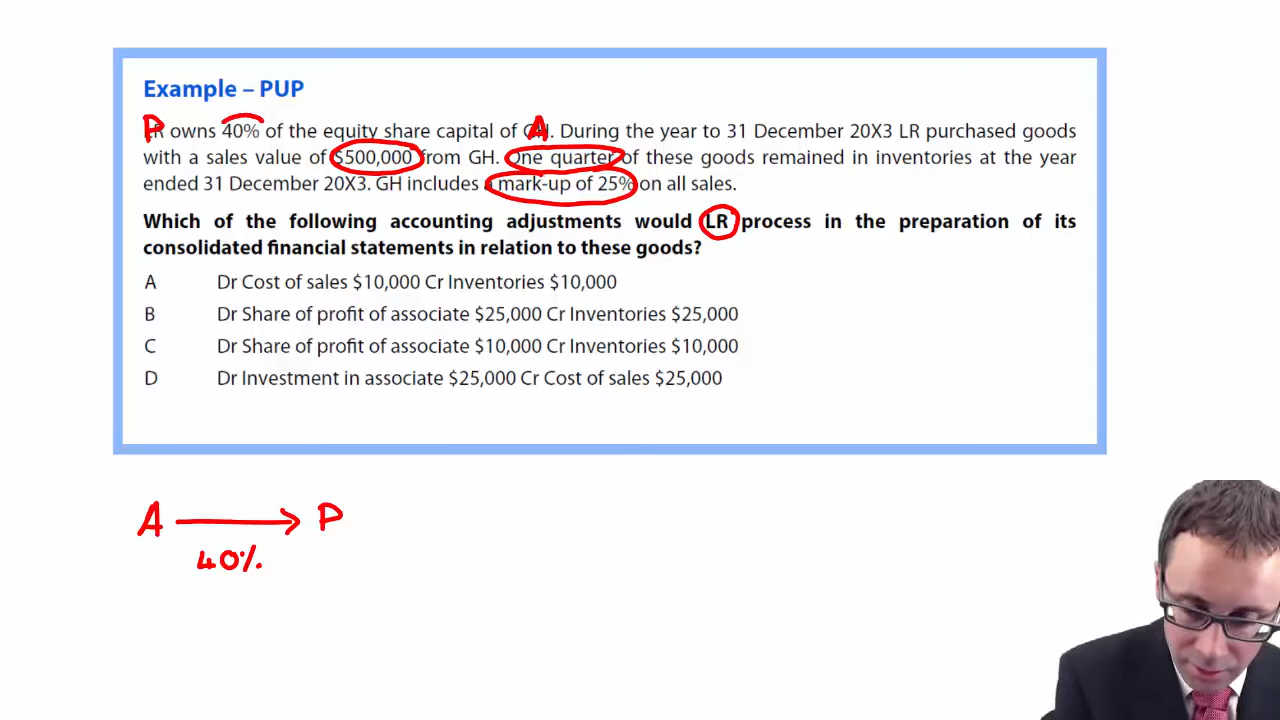 Example – PUP
P A
LR owns 40% of the equity share capital of GH. During the year to 31 December 20X3 LR purchased goods
with a sales value of $500,000 from GH. One quarter of these goods remained in inventories at the year
ended 31 December 20X3. GH includes a mark-up of 25% on all sales.
Which of the following accounting adjustments would LR process in the preparation of its
consolidated financial statements in relation to these goods?
A Dr Cost of sales $10,000 Cr Inventories $10,000
B Dr Share of profit of associate $25,000 Cr Inventories $25,000
C Dr Share of profit of associate $10,000 Cr Inventories $10,000
D Dr Investment in associate $25,000 Cr Cost of sales $25,000
A → P
40%